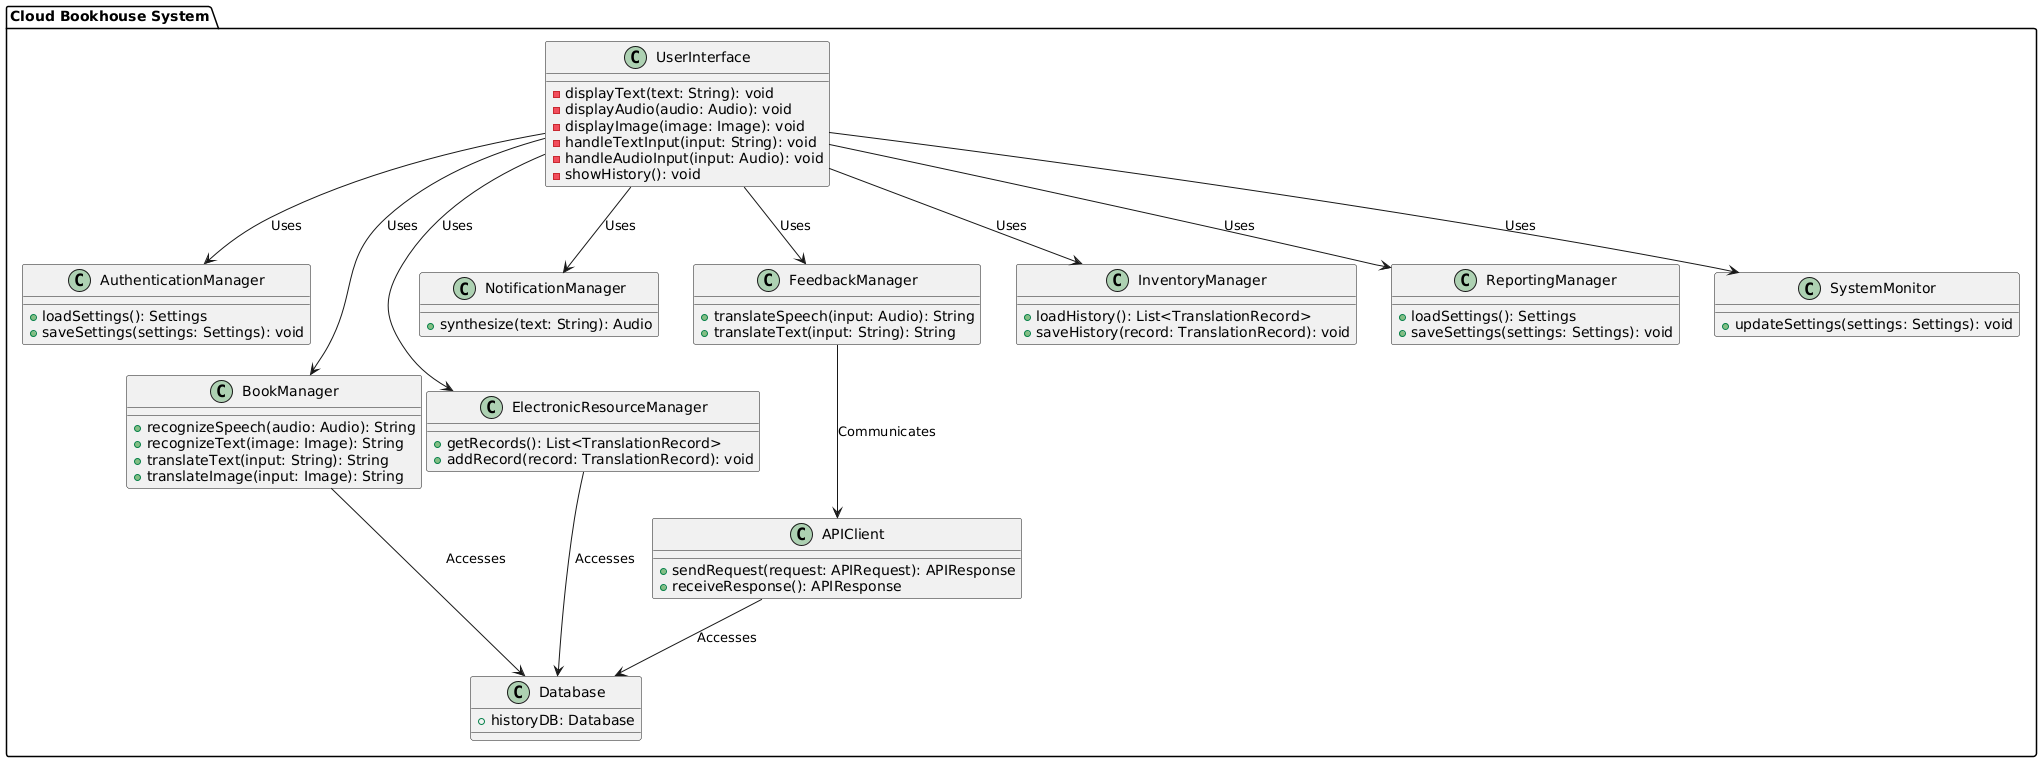 Cloud Bookhouse System
C UserInterface
displayText(text: String): void
displayAudio(audio: Audio): void
displayImage(image: Image): void
handleTextInput(input: String): void
handleAudioInput(input: Audio): void
showHistory(): void
Uses
Uses
Uses
Uses
Uses
Uses
Uses
Uses
C AuthenticationManager
loadSettings(): Settings
saveSettings(settings: Settings): void
C NotificationManager
synthesize(text: String): Audio
C FeedbackManager
translateSpeech(input: Audio): String
translateText(input: String): String
C InventoryManager
loadHistory(): List<TranslationRecord>
saveHistory(record: TranslationRecord): void
C ReportingManager
loadSettings(): Settings
saveSettings(settings: Settings): void
C SystemMonitor
updateSettings(settings: Settings): void
C BookManager
recognizeSpeech(audio: Audio): String
recognizeText(image: Image): String
translateText(input: String): String
translateImage(input: Image): String
C ElectronicResourceManager
getRecords(): List<TranslationRecord>
addRecord(record: TranslationRecord): void
Communicates
Accesses
Accesses
C APIClient
sendRequest(request: APIRequest): APIResponse
receiveResponse(): APIResponse
Accesses
C Database
historyDB: Database